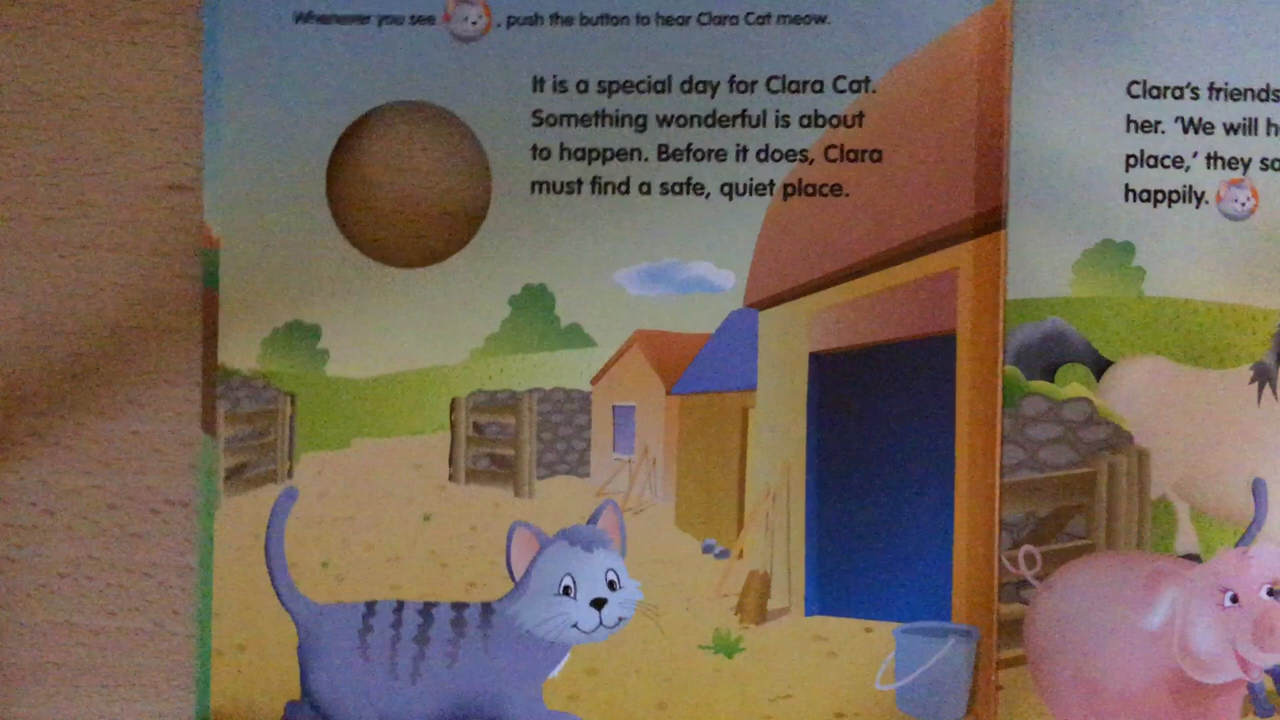 Whenever you see , push the button to hear Clara Cat meow.
It is a special day for Clara Cat.
Something wonderful is about
to happen. Before it does, Clara
must find a safe, quiet place.
Clara's friends
her. 'We will
place,' they
happily.